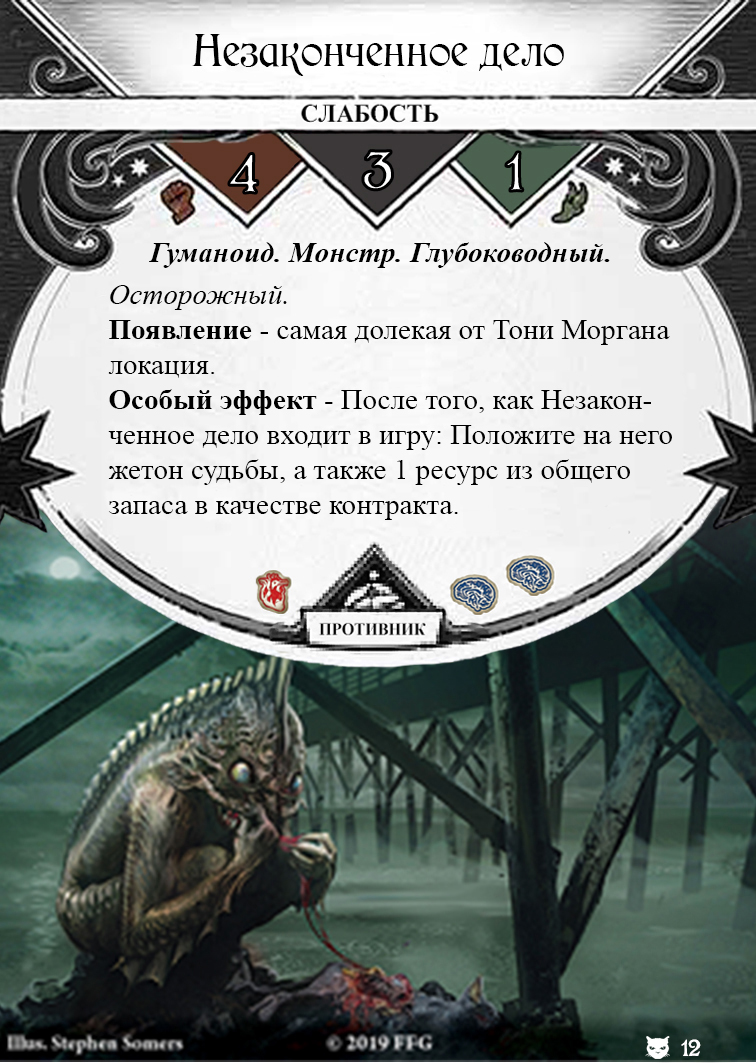 Незаконченное дело
СЛАБОСТЬ
4 3 1
Гуманоид. Монстр. Глубоководный.
Осторожный.
Появление - самая долекая от Тони Моргана
локация.
Особый эффект - После того, как Незакон-
ченное дело входит в игру: Положите на него
жетон судьбы, а также 1 ресурс из общего
запаса в качестве контракта.
ПРОТИВНИК
Illus. Stephen Somers © 2019 FFG 12